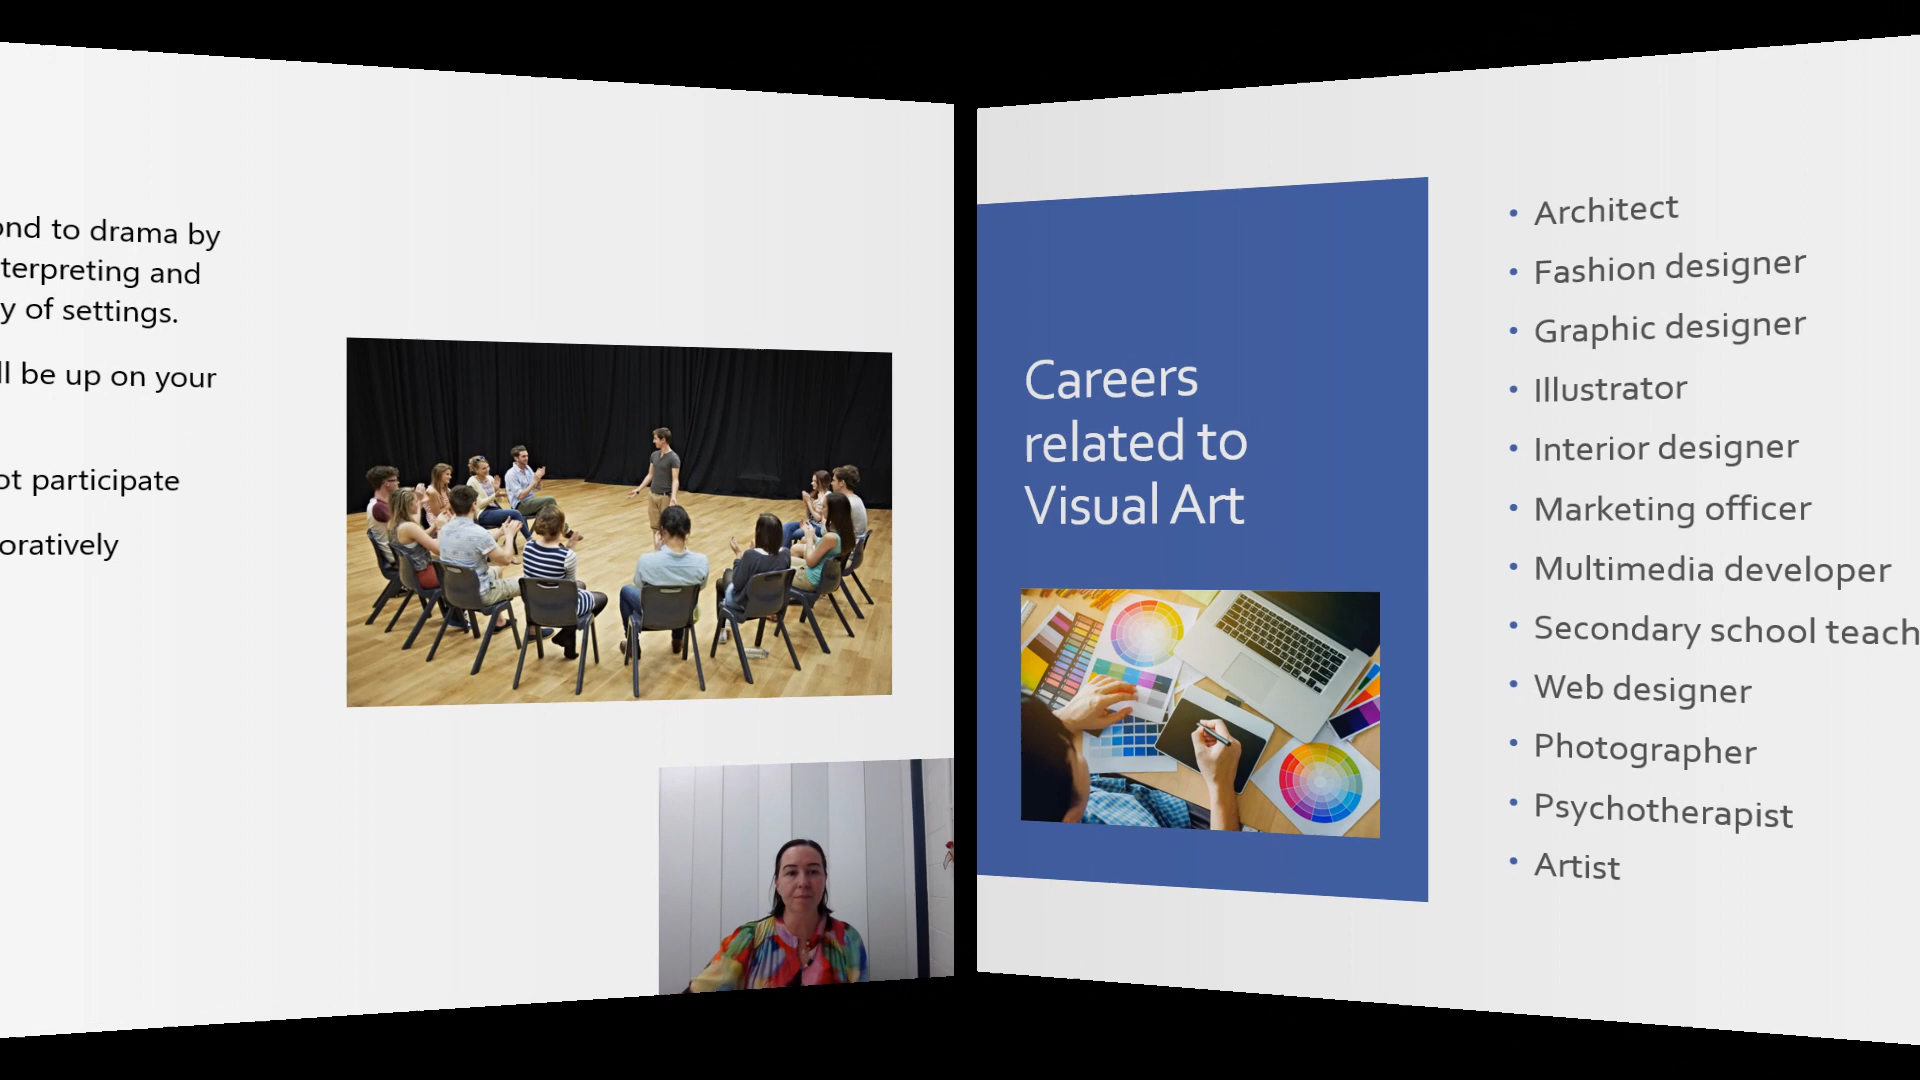 ond to drama by
terpreting and
y of settings.
ll be up on your
ot participate
oratively
Careers
related to
Visual Art
• Architect
• Fashion designer
• Graphic designer
• Illustrator
• Interior designer
• Marketing officer
• Multimedia developer
• Secondary school teach
• Web designer
• Photographer
• Psychotherapist
• Artist